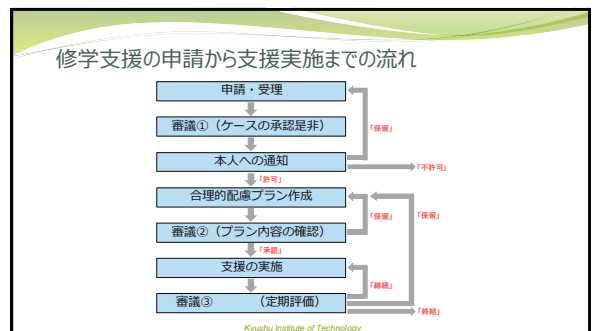 修学支援の申請から支援実施までの流れ
申請・受理
審議①（ケースの承認是非）
「保留」
本人への通知
「不許可」
「許可」
合理的配慮プラン作成
「保留」
「保留」
審議②（プラン内容の確認）
「承認」
支援の実施
「継続」
審議③　　　（定期評価）
「終結」
Kyushu Institute of Technology